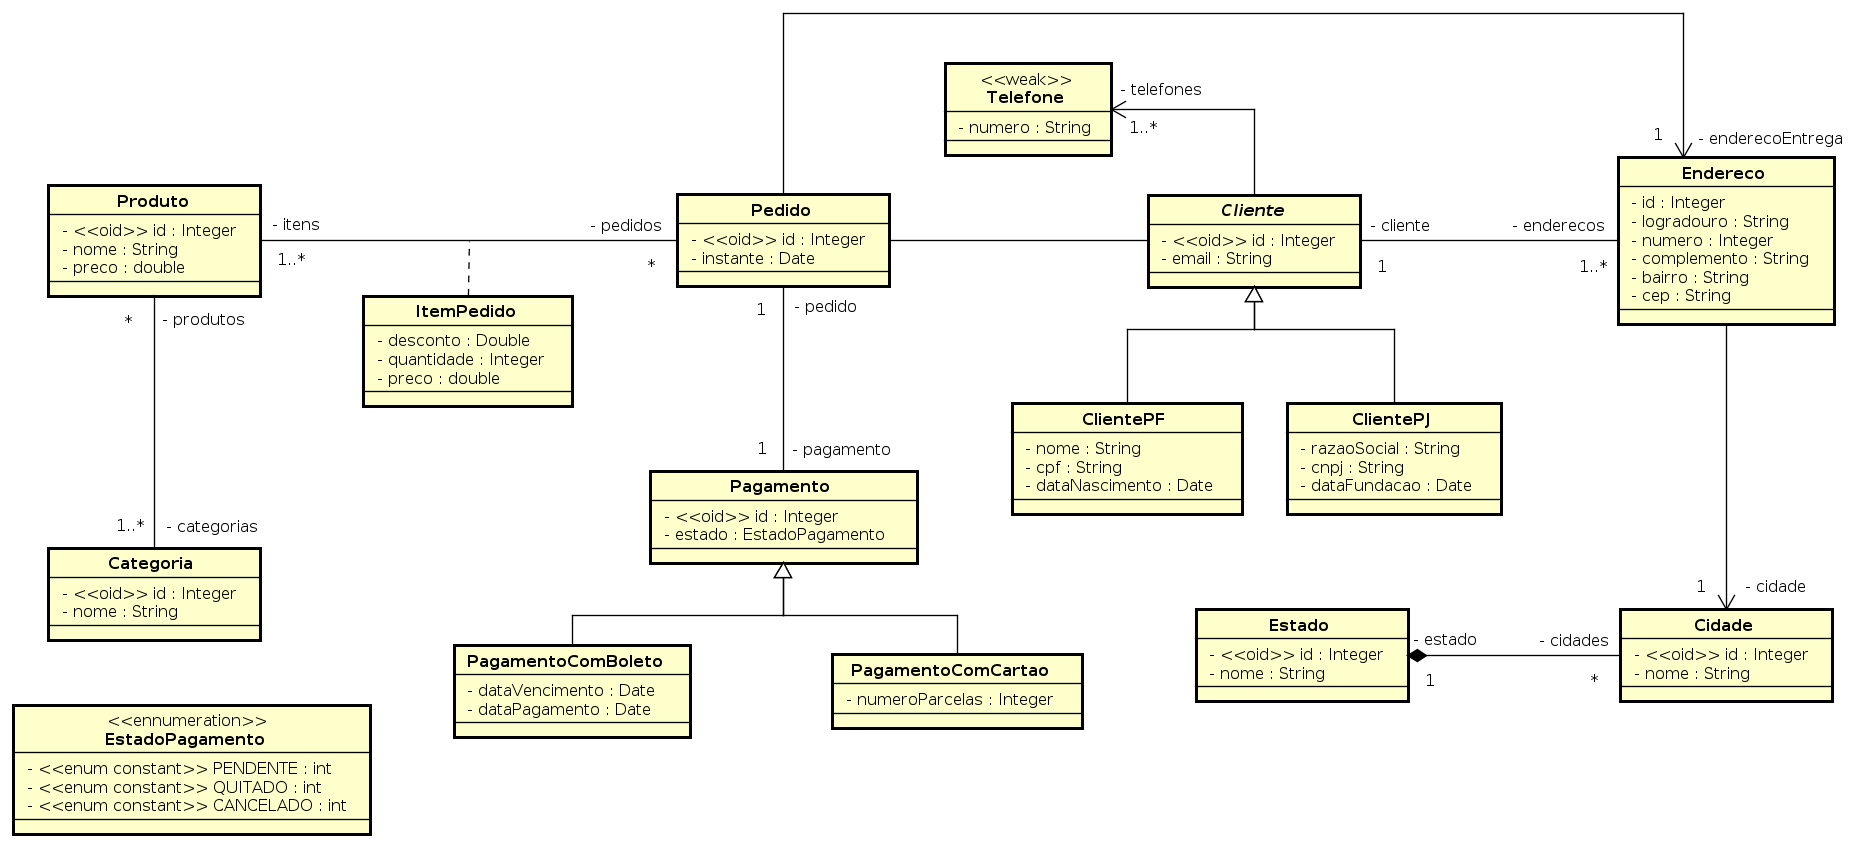 <<weak>>
Telefone
- numero : String
- telefones
1..*
1
- enderecoEntrega
Produto
- <<oid>> id : Integer
- nome : String
- preco : double
- itens
1..*
- pedidos
*
Pedido
- <<oid>> id : Integer
- instante : Date
Cliente
- <<oid>> id : Integer
- email : String
- cliente
1
- enderecos
1..*
Endereco
- id : Integer
- logradouro : String
- numero : Integer
- complemento : String
- bairro : String
- cep : String
ItemPedido
- desconto : Double
- quantidade : Integer
- preco : double
*
- produtos
1
- pedido
ClientePF
- nome : String
- cpf : String
- dataNascimento : Date
ClientePJ
- razaoSocial : String
- cnpj : String
- dataFundacao : Date
1
- pagamento
Pagamento
- <<oid>> id : Integer
- estado : EstadoPagamento
1..*
- categorias
Categoria
- <<oid>> id : Integer
- nome : String
1
- cidade
Estado
- <<oid>> id : Integer
- nome : String
- estado
1
- cidades
*
Cidade
- <<oid>> id : Integer
- nome : String
PagamentoComBoleto
- dataVencimento : Date
- dataPagamento : Date
PagamentoComCartao
- numeroParcelas : Integer
<<ennumeration>>
EstadoPagamento
- <<enum constant>> PENDENTE : int
- <<enum constant>> QUITADO : int
- <<enum constant>> CANCELADO : int